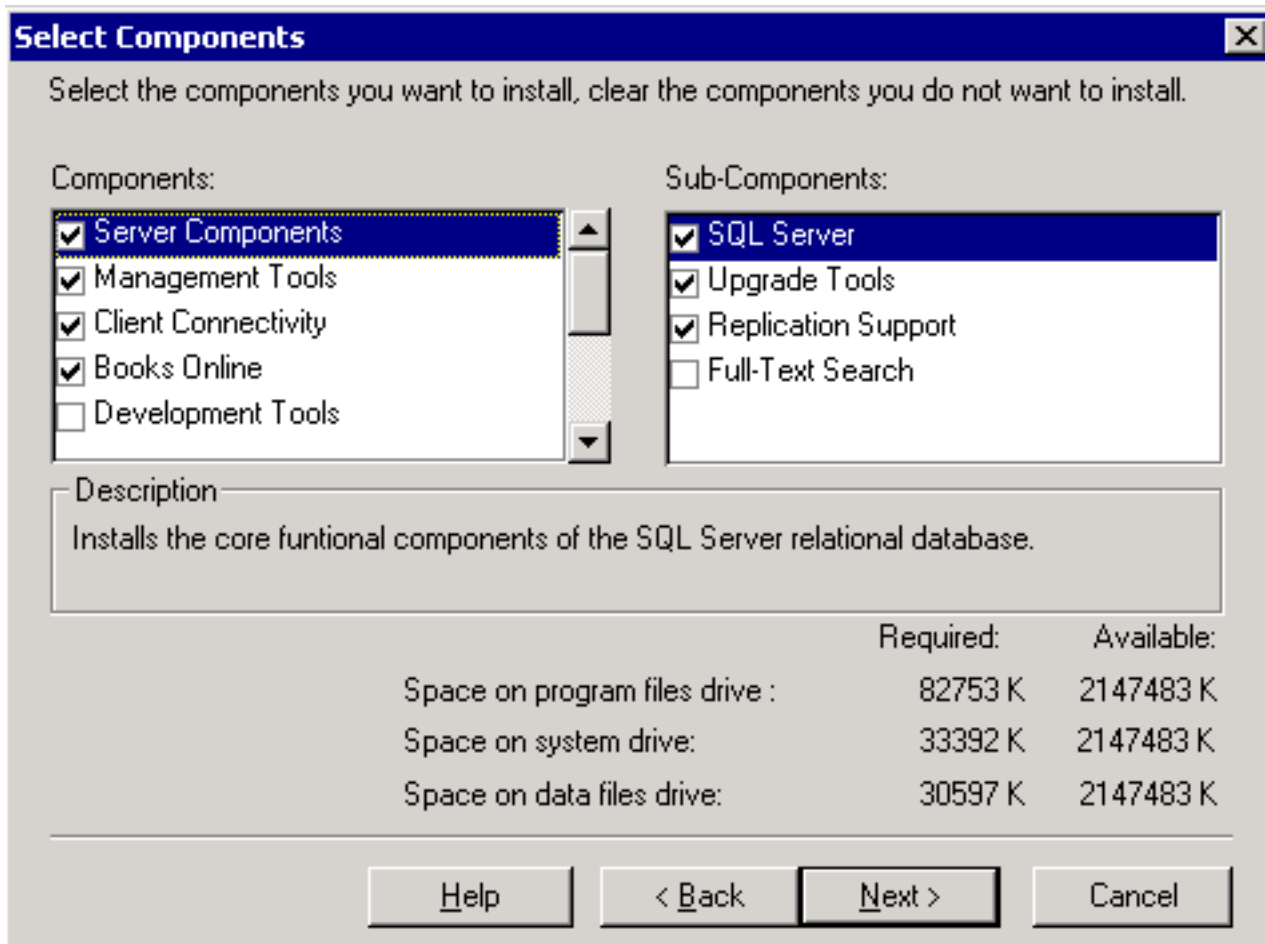 Select Components
Select the components you want to install, clear the components you do not want to install.
Components:
Server Components
Management Tools
Client Connectivity
Books Online
Development Tools
Sub-Components:
SQL Server
Upgrade Tools
Replication Support
Full-Text Search
Description
Installs the core funtional components of the SQL Server relational database.
Required: Available:
Space on program files drive : 82753 K 2147483 K
Space on system drive: 33392 K 2147483 K
Space on data files drive: 30597 K 2147483 K
Help < Back Next > Cancel